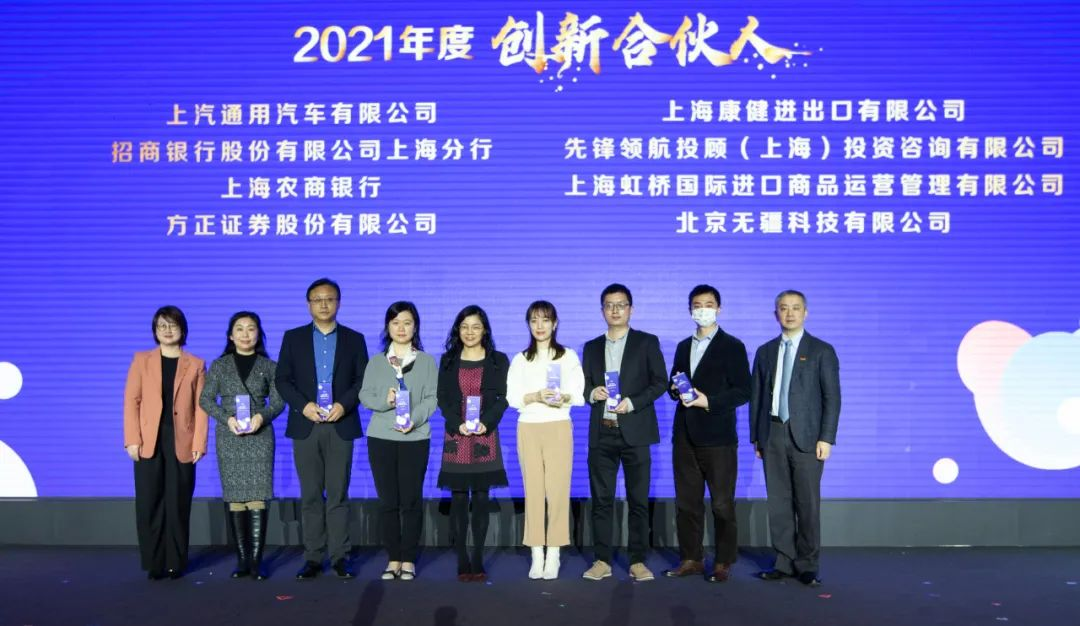 2021年度 创新合伙人
上汽通用汽车有限公司
招商银行股份有限公司上海分行
上海农商银行
方正证券股份有限公司
上海康健进出口有限公司
先锋领航投顾（上海）投资咨询有限公司
上海虹桥国际进口商品运营管理有限公司
北京无疆科技有限公司